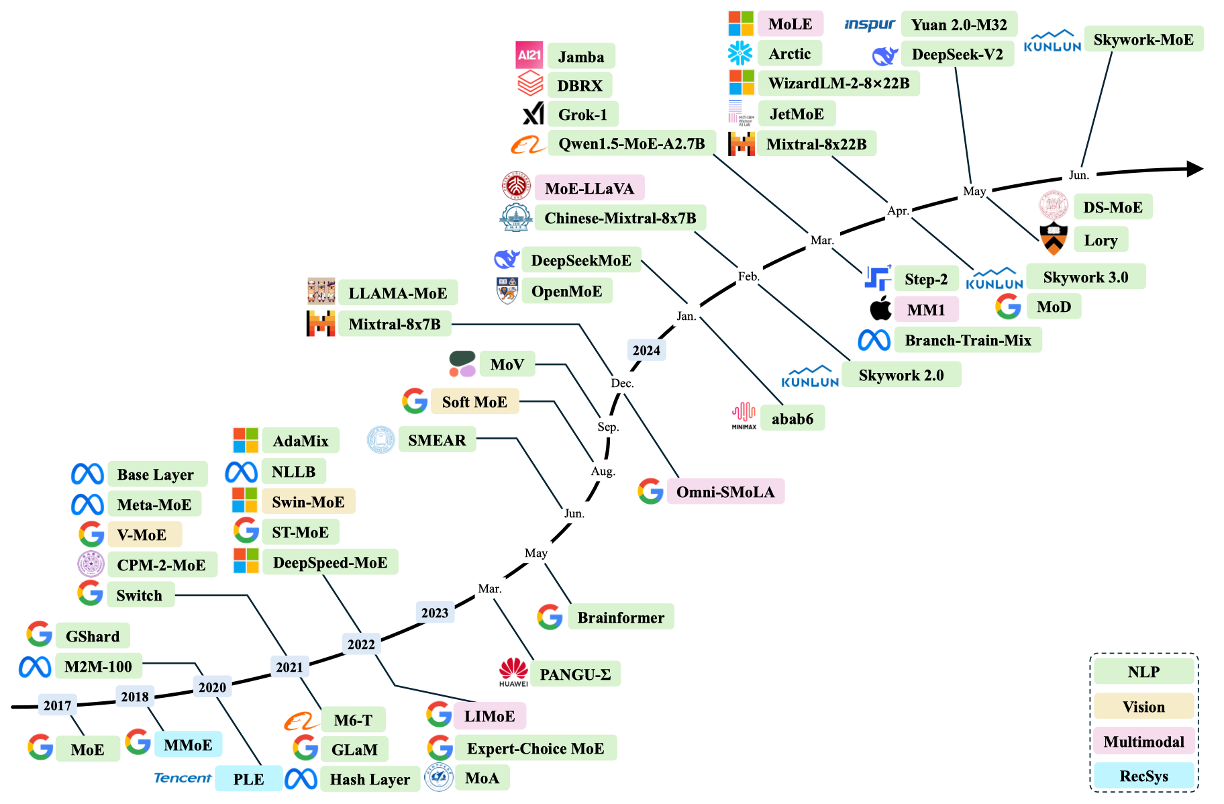 MoLE
inspur
Yuan 2.0-M32
KUNLUN
Skywork-MoE
Arctic
DeepSeek-V2
AI21
Jamba
WizardLM-2-8×22B
DBRX
JetMoE
Grok-1
Mixtral-8x22B
Qwen1.5-MoE-A2.7B
MoE-LLaVA
Chinese-Mixtral-8x7B
Jun.
May
Apr.
Mar.
Feb.
Jan.
DS-MoE
Lory
DeepSeekMoE
OpenMoE
Step-2
KUNLUN
Skywork 3.0
MM1
MoD
Branch-Train-Mix
LLAMA-MoE
Mixtral-8x7B
2024
KUNLUN
Skywork 2.0
MoV
Dec.
Soft MoE
MINIMAX
abab6
Sep.
SMEAR
Aug.
AdaMix
Base Layer
NLLB
Omni-SMoLA
Meta-MoE
Swin-MoE
Jun.
V-MoE
ST-MoE
CPM-2-MoE
DeepSpeed-MoE
May
Switch
Mar.
2023
Brainformer
GShard
2022
M2M-100
2021
HUAWEI
PANGU-Σ
2020
2018
2017
MoE
MMoE
M6-T
LIMoE
GLaM
Expert-Choice MoE
Tencent
PLE
Hash Layer
MoA
NLP
Vision
Multimodal
RecSys